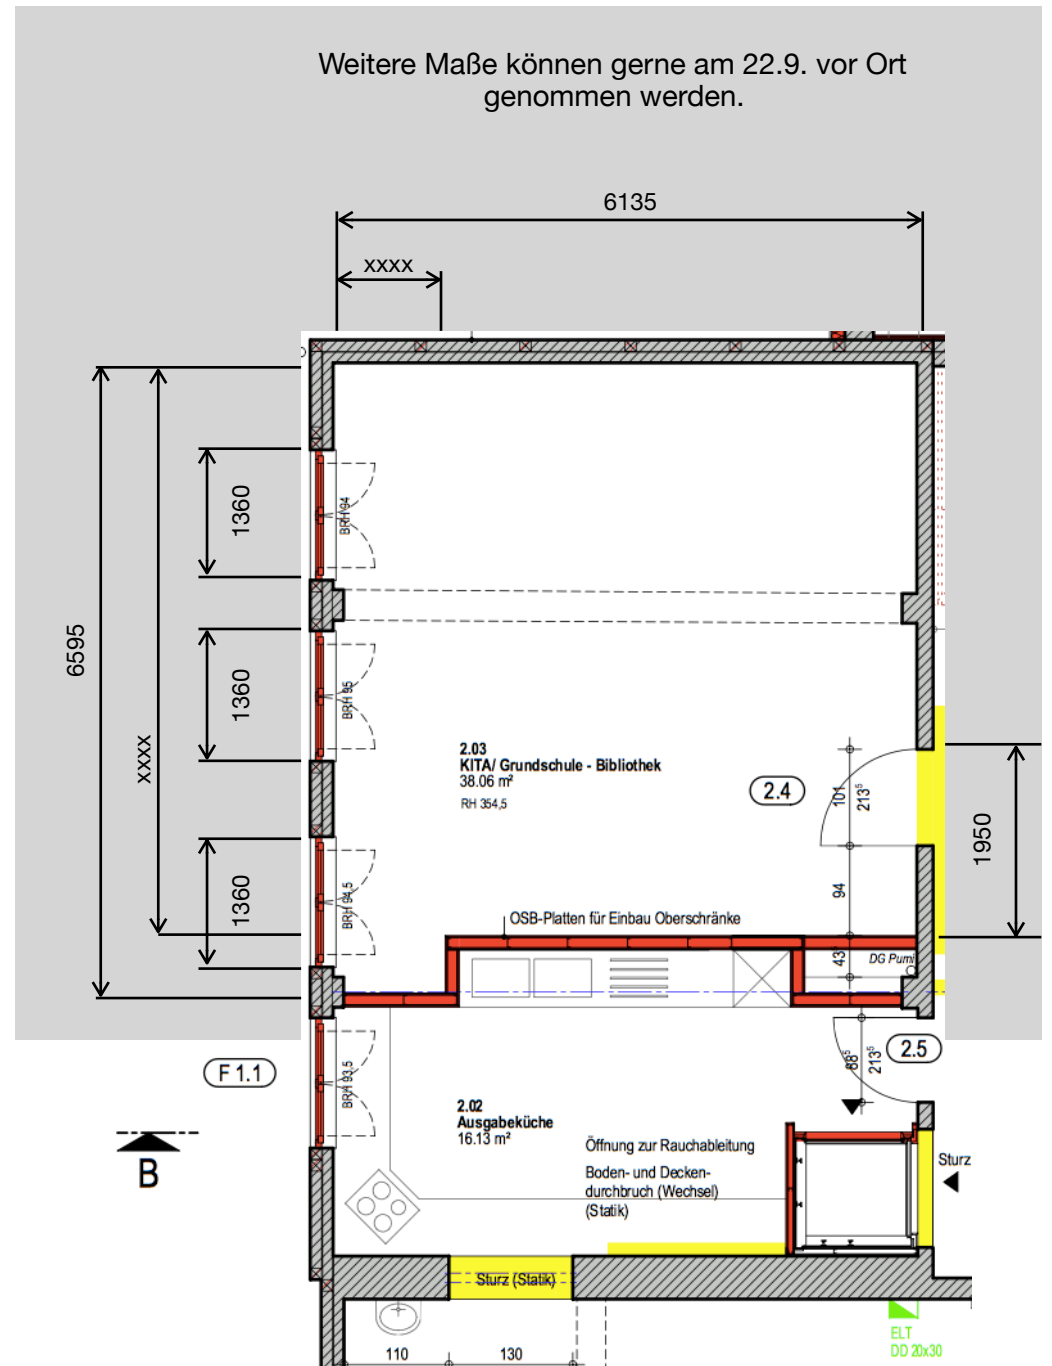 Weitere Maße können gerne am 22.9. vor Ort
genommen werden.
6135
xxxx
1360
BRH 94
1360
6595
BRH 95
xxxx
2.03
KITA/ Grundschule - Bibliothek
38.06 m²
RH 354,5
2.4
101
213⁵
1950
1360
BRH 94,5
94
OSB-Platten für Einbau Oberschränke
43⁵
DG Pumi
F 1.1
BRH 93,5
88⁵
213⁵
2.5
B
2.02
Ausgabeküche
16.13 m²
Öffnung zur Rauchableitung
Boden- und Decken-
durchbruch (Wechsel)
(Statik)
Sturz
Sturz (Statik)
110
130
ELT
DD 20x30